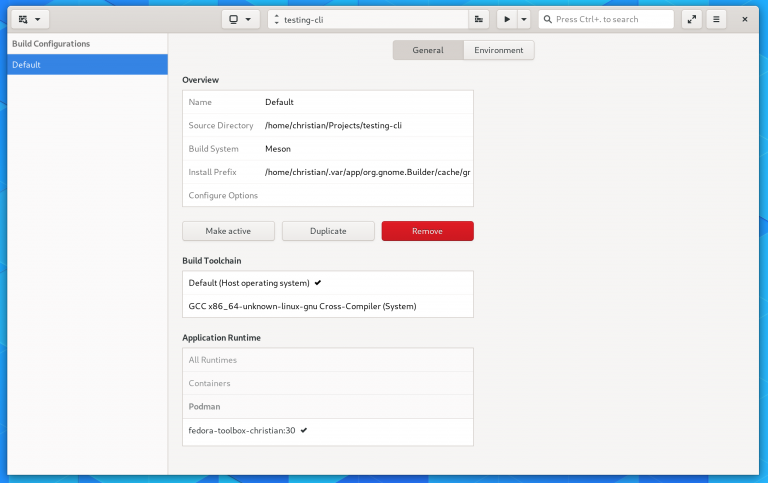 testing-cli
Press Ctrl+. to search
Build Configurations
Default
General
Environment
Overview
Name Default
Source Directory /home/christian/Projects/testing-cli
Build System Meson
Install Prefix /home/christian/.var/app/org.gnome.Builder/cache/gr
Configure Options
Make active
Duplicate
Remove
Build Toolchain
Default (Host operating system) ✔
GCC x86_64-unknown-linux-gnu Cross-Compiler (System)
Application Runtime
All Runtimes
Containers
Podman
fedora-toolbox-christian:30 ✔